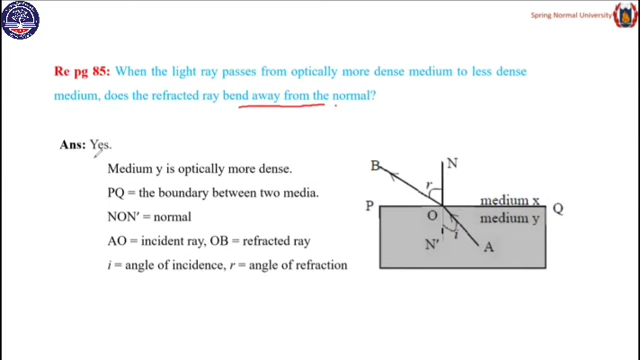 Spring Normal University
Re pg 85: When the light ray passes from optically more dense medium to less dense
medium, does the refracted ray bend away from the normal?
Ans: Yes.
Medium y is optically more dense.
PQ = the boundary between two media.
NON′ = normal
AO = incident ray, OB = refracted ray
i = angle of incidence, r = angle of refraction
B
N
r
medium x
P
O
medium y
Q
N′
i
A